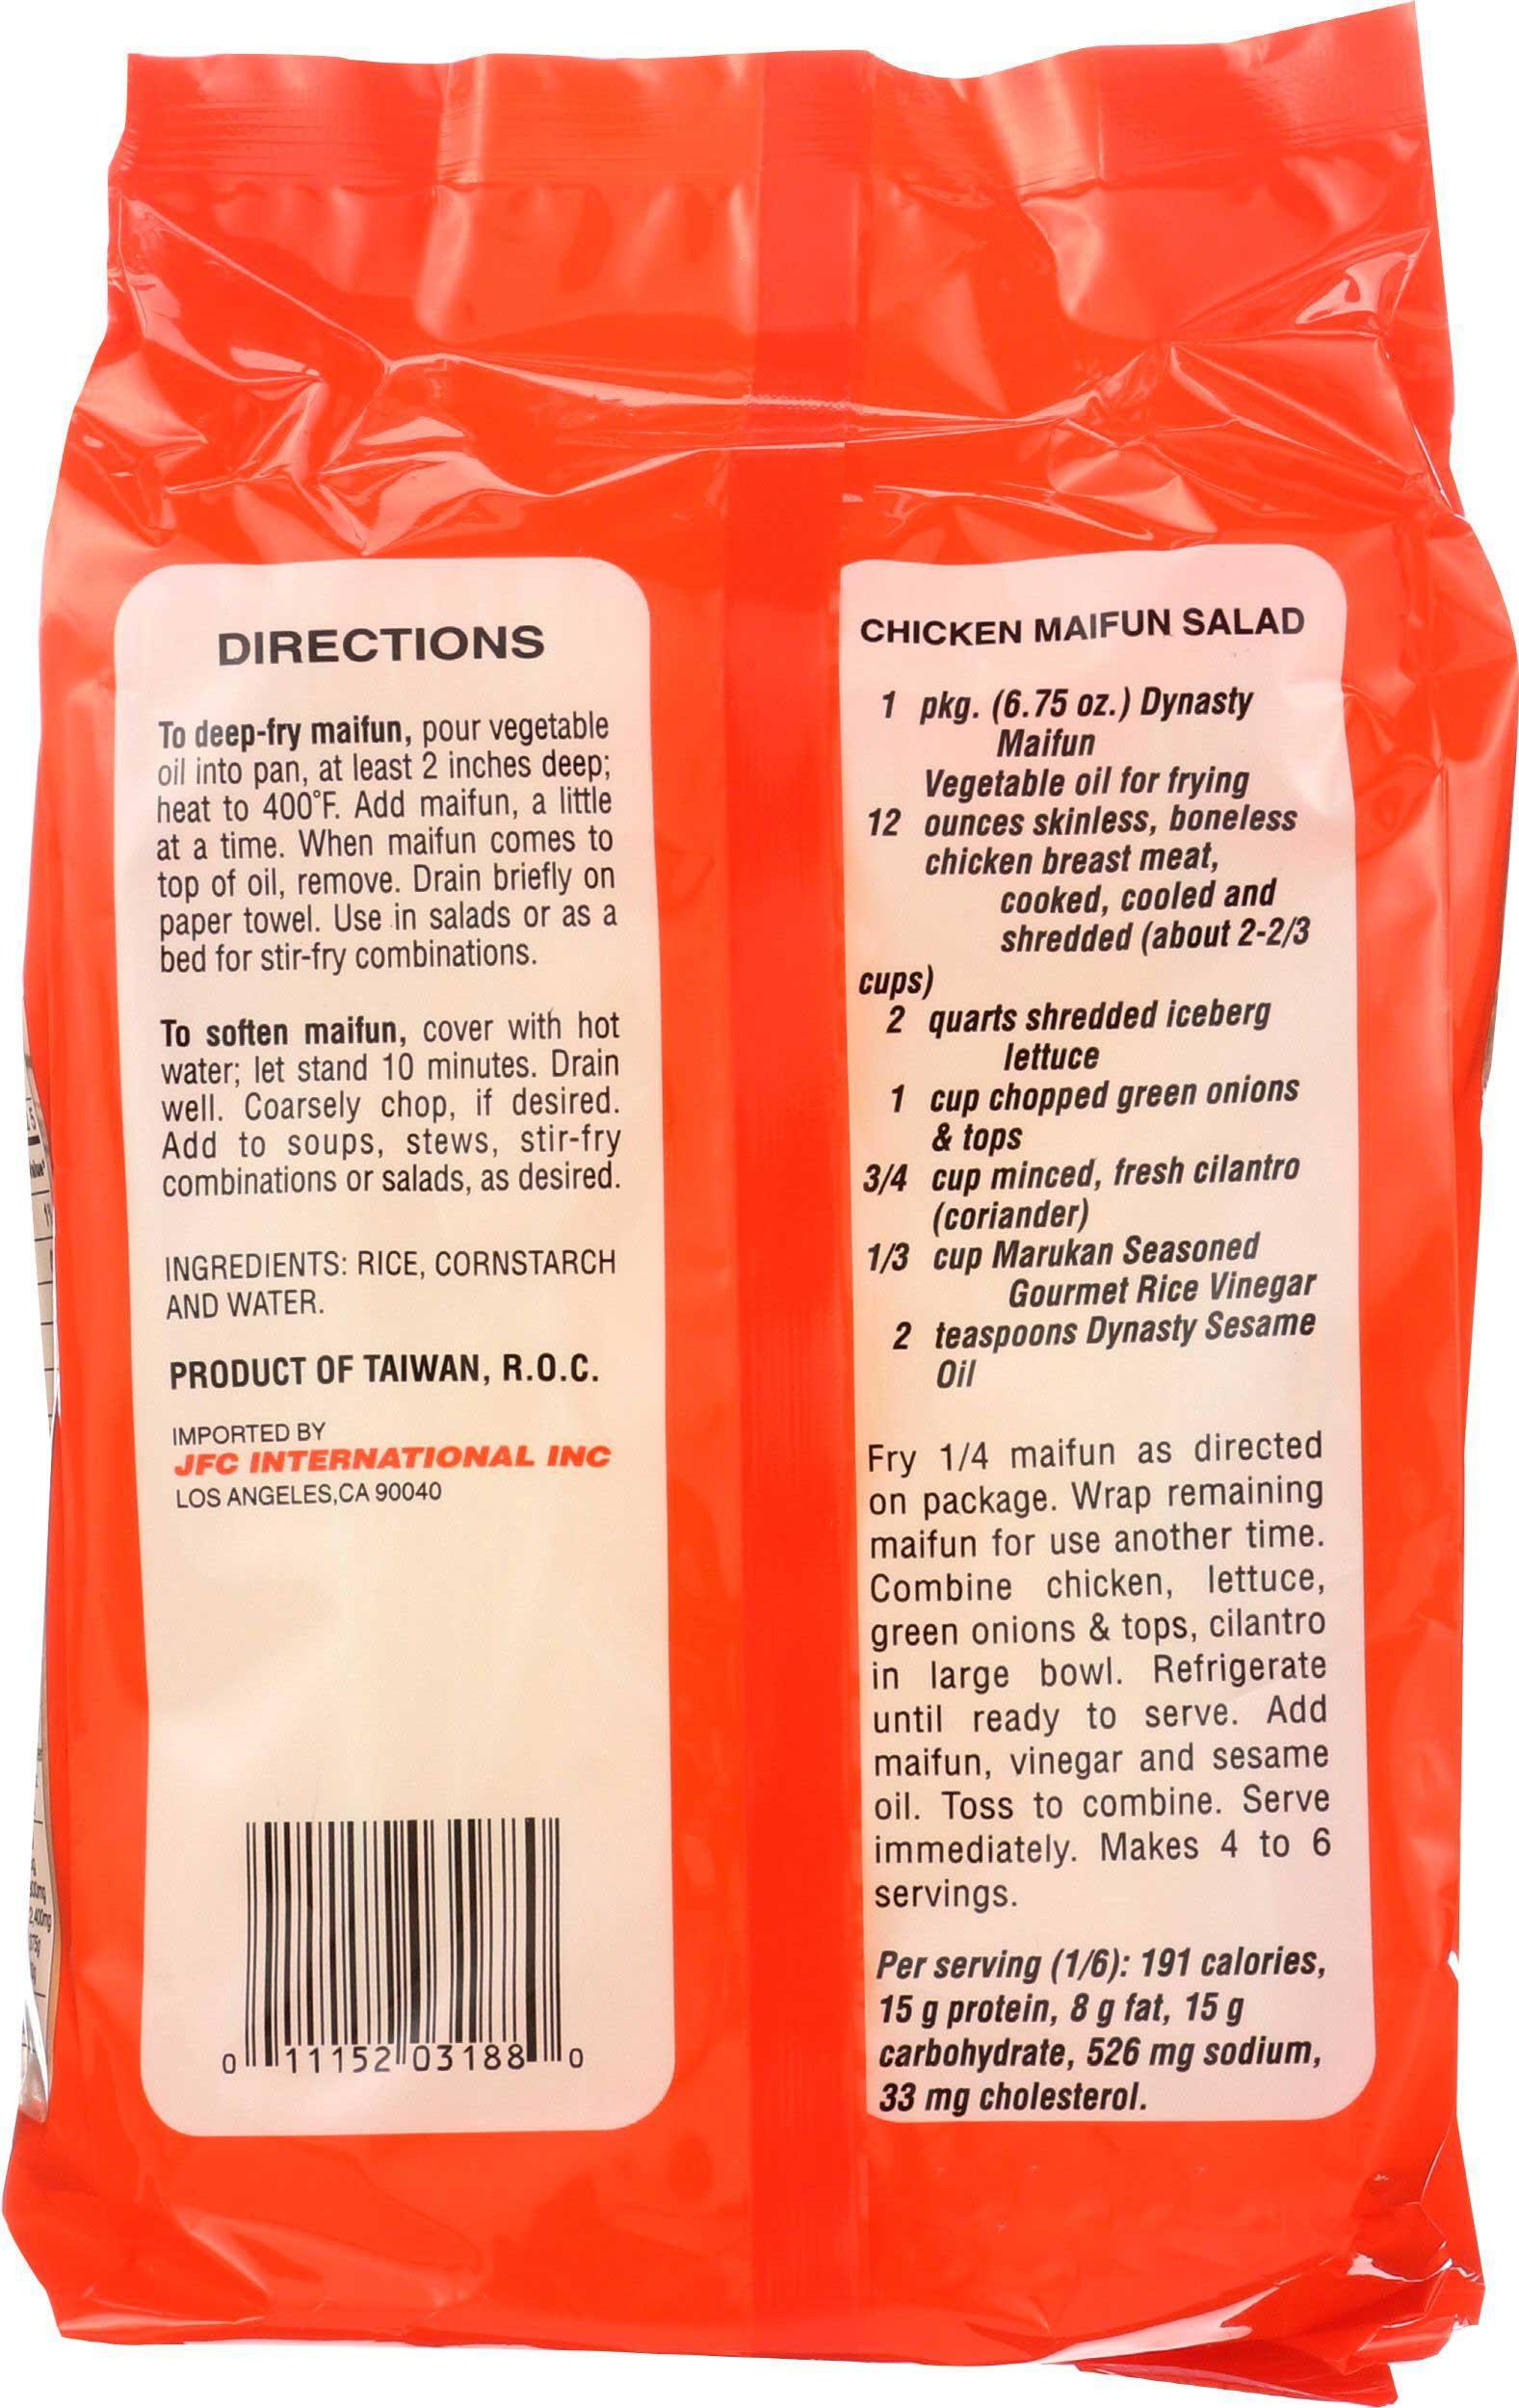 DIRECTIONS
To deep-fry maifun, pour vegetable
oil into pan, at least 2 inches deep;
heat to 400°F. Add maifun, a little
at a time. When maifun comes to
top of oil, remove. Drain briefly on
paper towel. Use in salads or as a
bed for stir-fry combinations.
To soften maifun, cover with hot
water; let stand 10 minutes. Drain
well. Coarsely chop, if desired.
Add to soups, stews, stir-fry
combinations or salads, as desired.
INGREDIENTS: RICE, CORNSTARCH
AND WATER.
PRODUCT OF TAIWAN, R.O.C.
IMPORTED BY
JFC INTERNATIONAL INC
LOS ANGELES,CA 90040
0 11152 03188 0
CHICKEN MAIFUN SALAD
1 pkg. (6.75 oz.) Dynasty
Maifun
Vegetable oil for frying
12 ounces skinless, boneless
chicken breast meat,
cooked, cooled and
shredded (about 2-2/3
cups)
2 quarts shredded iceberg
lettuce
1 cup chopped green onions
& tops
3/4 cup minced, fresh cilantro
(coriander)
1/3 cup Marukan Seasoned
Gourmet Rice Vinegar
2 teaspoons Dynasty Sesame
Oil
Fry 1/4 maifun as directed
on package. Wrap remaining
maifun for use another time.
Combine chicken, lettuce,
green onions & tops, cilantro
in large bowl. Refrigerate
until ready to serve. Add
maifun, vinegar and sesame
oil. Toss to combine. Serve
immediately. Makes 4 to 6
servings.
Per serving (1/6): 191 calories,
15 g protein, 8 g fat, 15 g
carbohydrate, 526 mg sodium,
33 mg cholesterol.